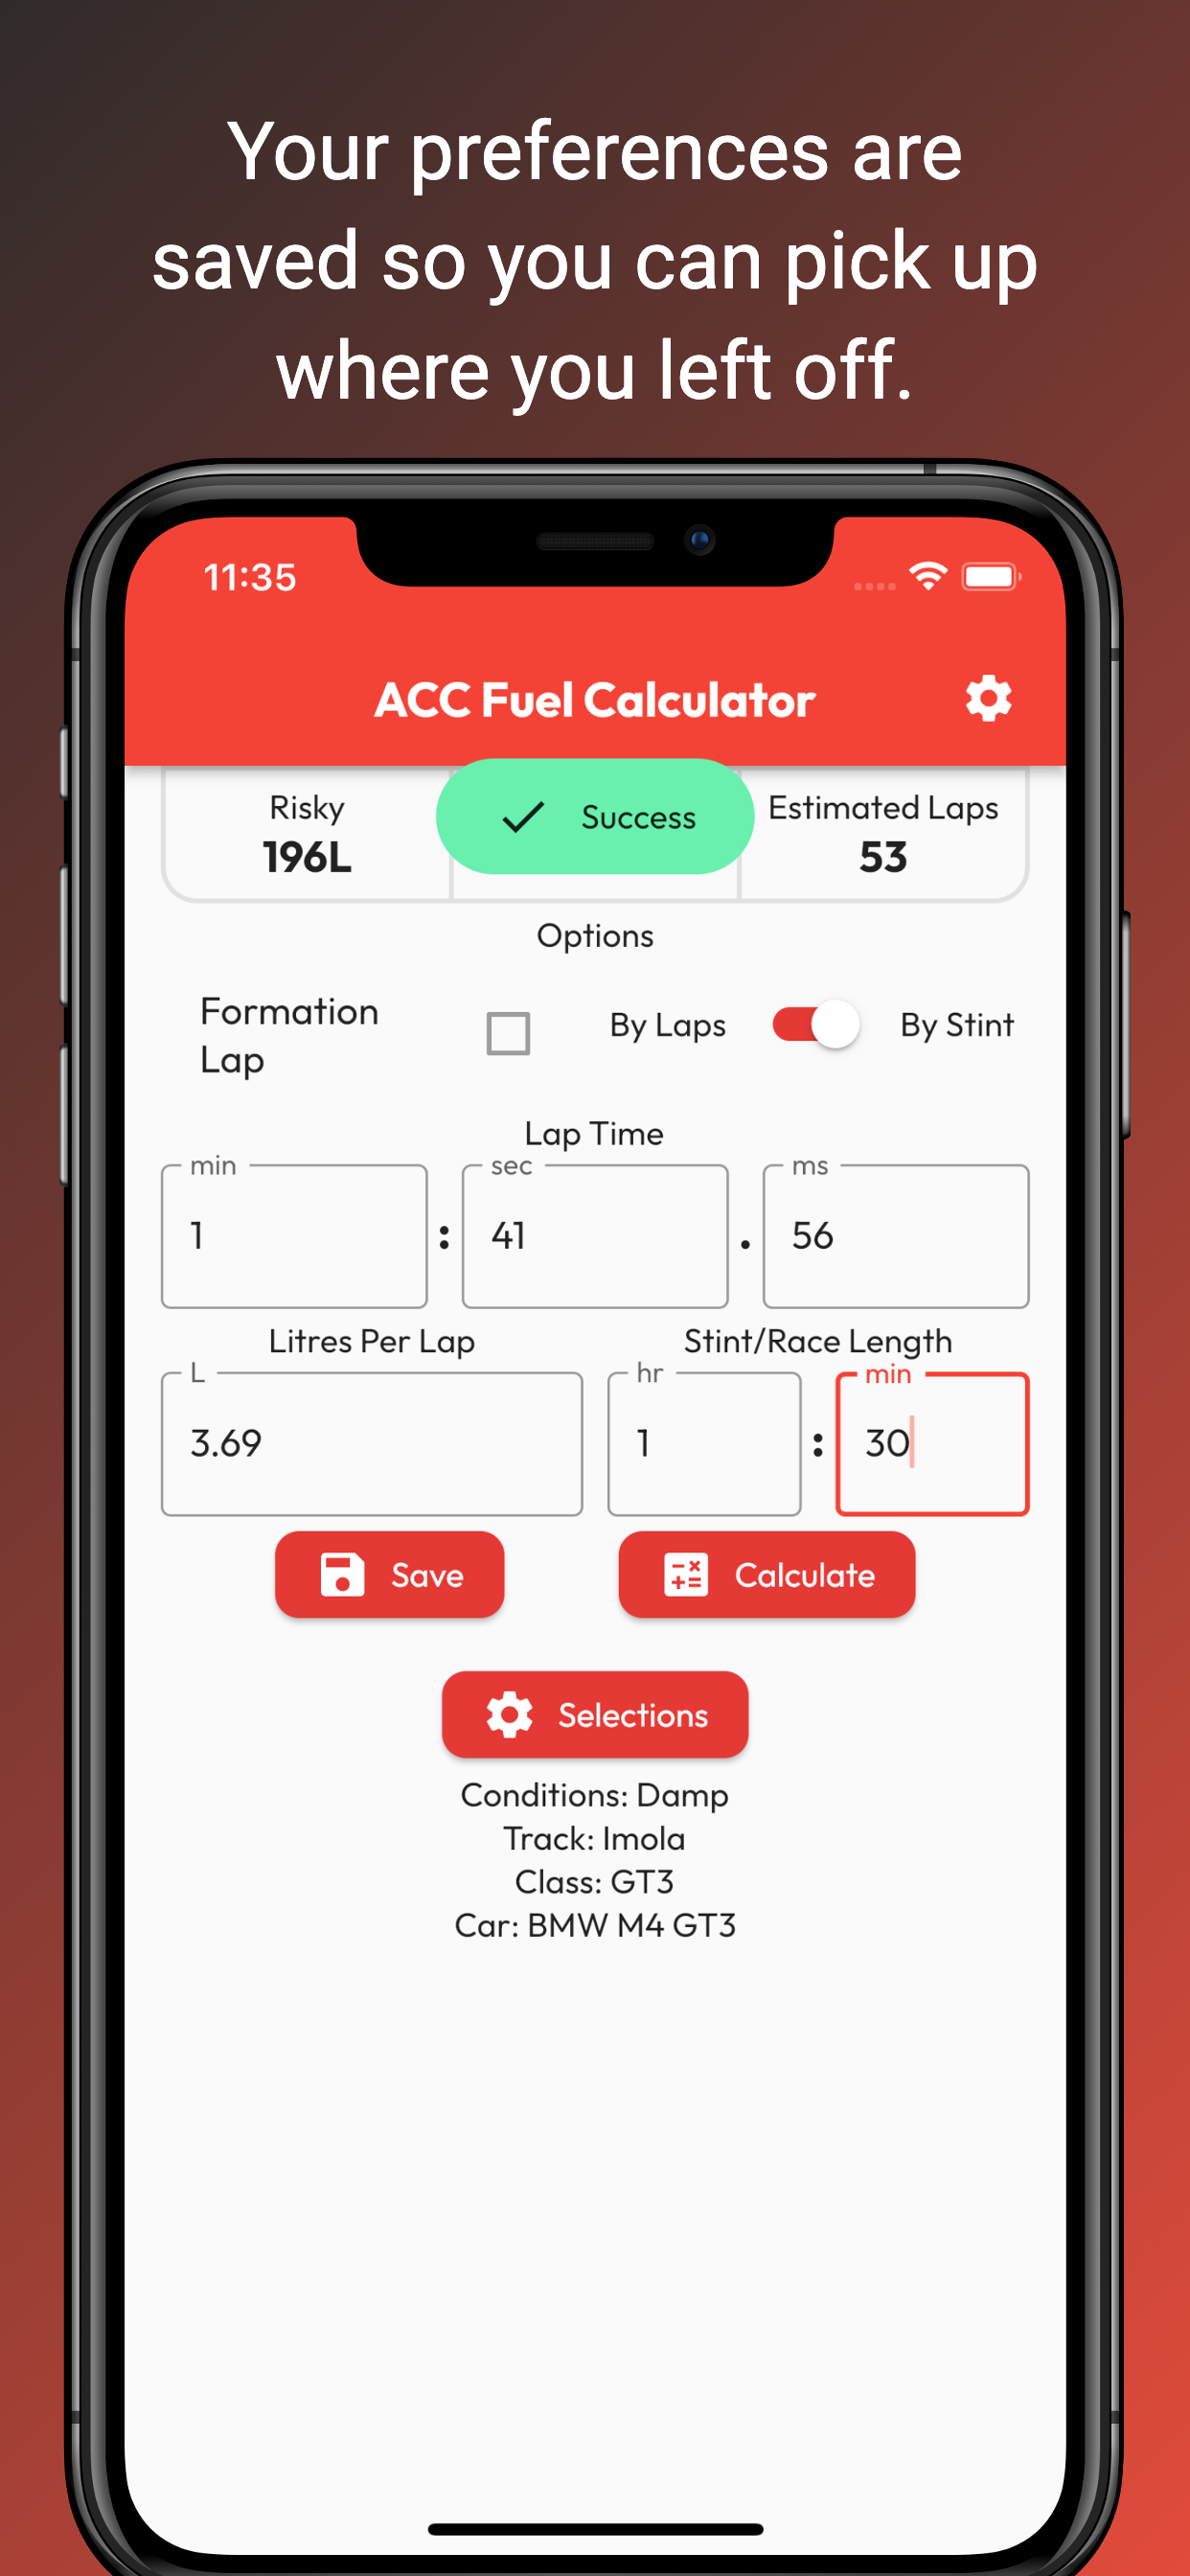 Your preferences are
saved so you can pick up
where you left off.
11:35
ACC Fuel Calculator
Risky
196L
Success
Estimated Laps
53
Options
Formation
Lap
By Laps
By Stint
Lap Time
min
sec
ms
1 : 41 . 56
Litres Per Lap
Stint/Race Length
L
hr
min
3.69
1 : 30
Save
Calculate
Selections
Conditions: Damp
Track: Imola
Class: GT3
Car: BMW M4 GT3